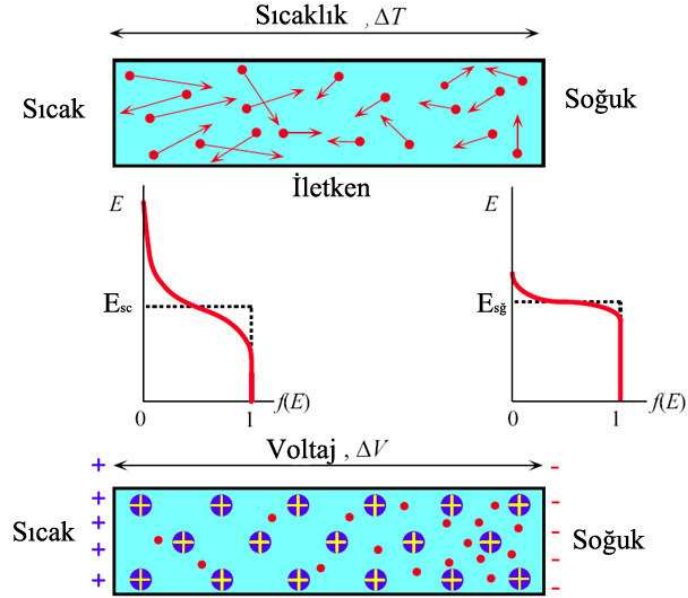 Sıcaklık , ΔT
Sıcak
Soğuk
İletken
E
E
Esc
Esğ
0
1
f(E)
0
1
f(E)
Voltaj , ΔV
+
+
+
+
+
-
-
-
-
-
Sıcak
Soğuk